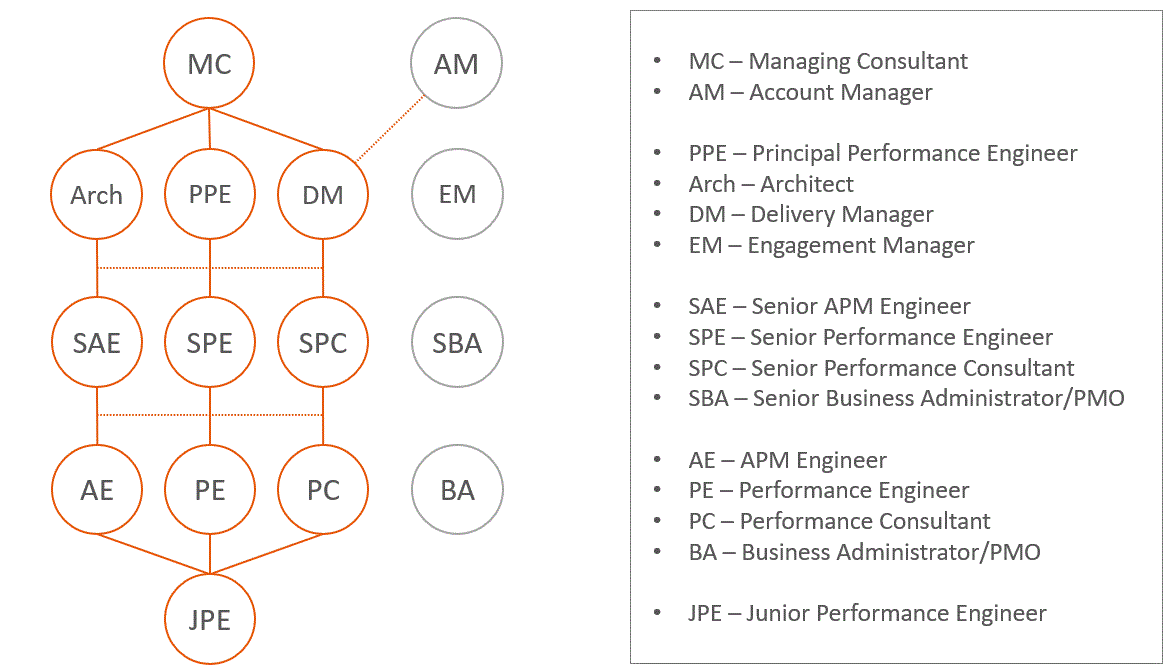 MC
AM
Arch
PPE
DM
EM
SAE
SPE
SPC
SBA
AE
PE
PC
BA
JPE
• MC – Managing Consultant
• AM – Account Manager
• PPE – Principal Performance Engineer
• Arch – Architect
• DM – Delivery Manager
• EM – Engagement Manager
• SAE – Senior APM Engineer
• SPE – Senior Performance Engineer
• SPC – Senior Performance Consultant
• SBA – Senior Business Administrator/PMO
• AE – APM Engineer
• PE – Performance Engineer
• PC – Performance Consultant
• BA – Business Administrator/PMO
• JPE – Junior Performance Engineer